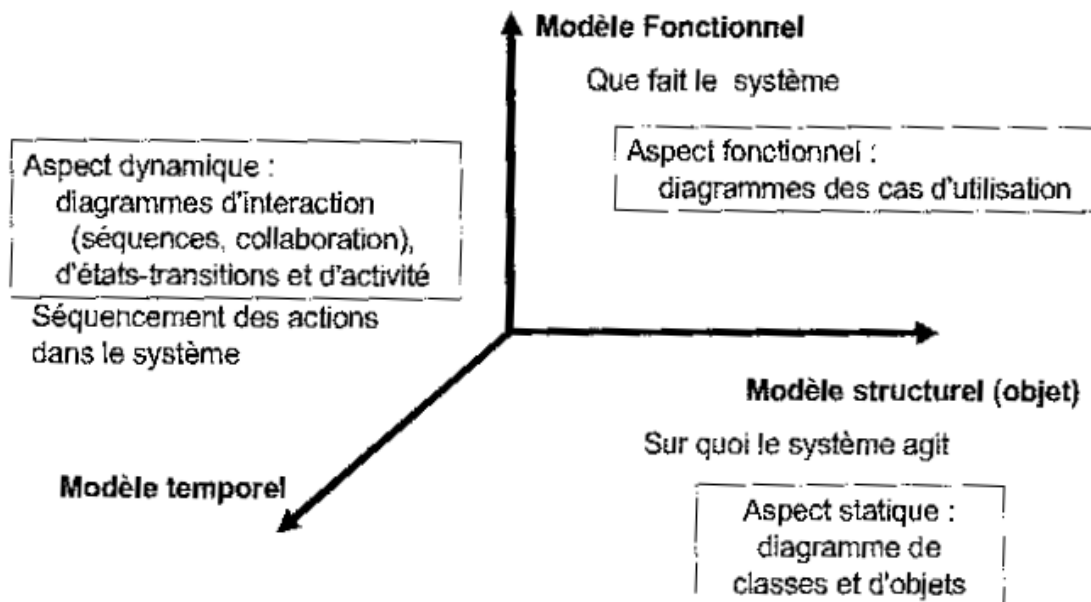 Modèle Fonctionnel
Que fait le système
Aspect fonctionnel :
diagrammes des cas d'utilisation
Aspect dynamique :
diagrammes d'interaction
(séquences, collaboration),
d'états-transitions et d'activité
Séquencement des actions
dans le système
Modèle structurel (objet)
Sur quoi le système agit
Modèle temporel
Aspect statique :
diagramme de
classes et d'objets